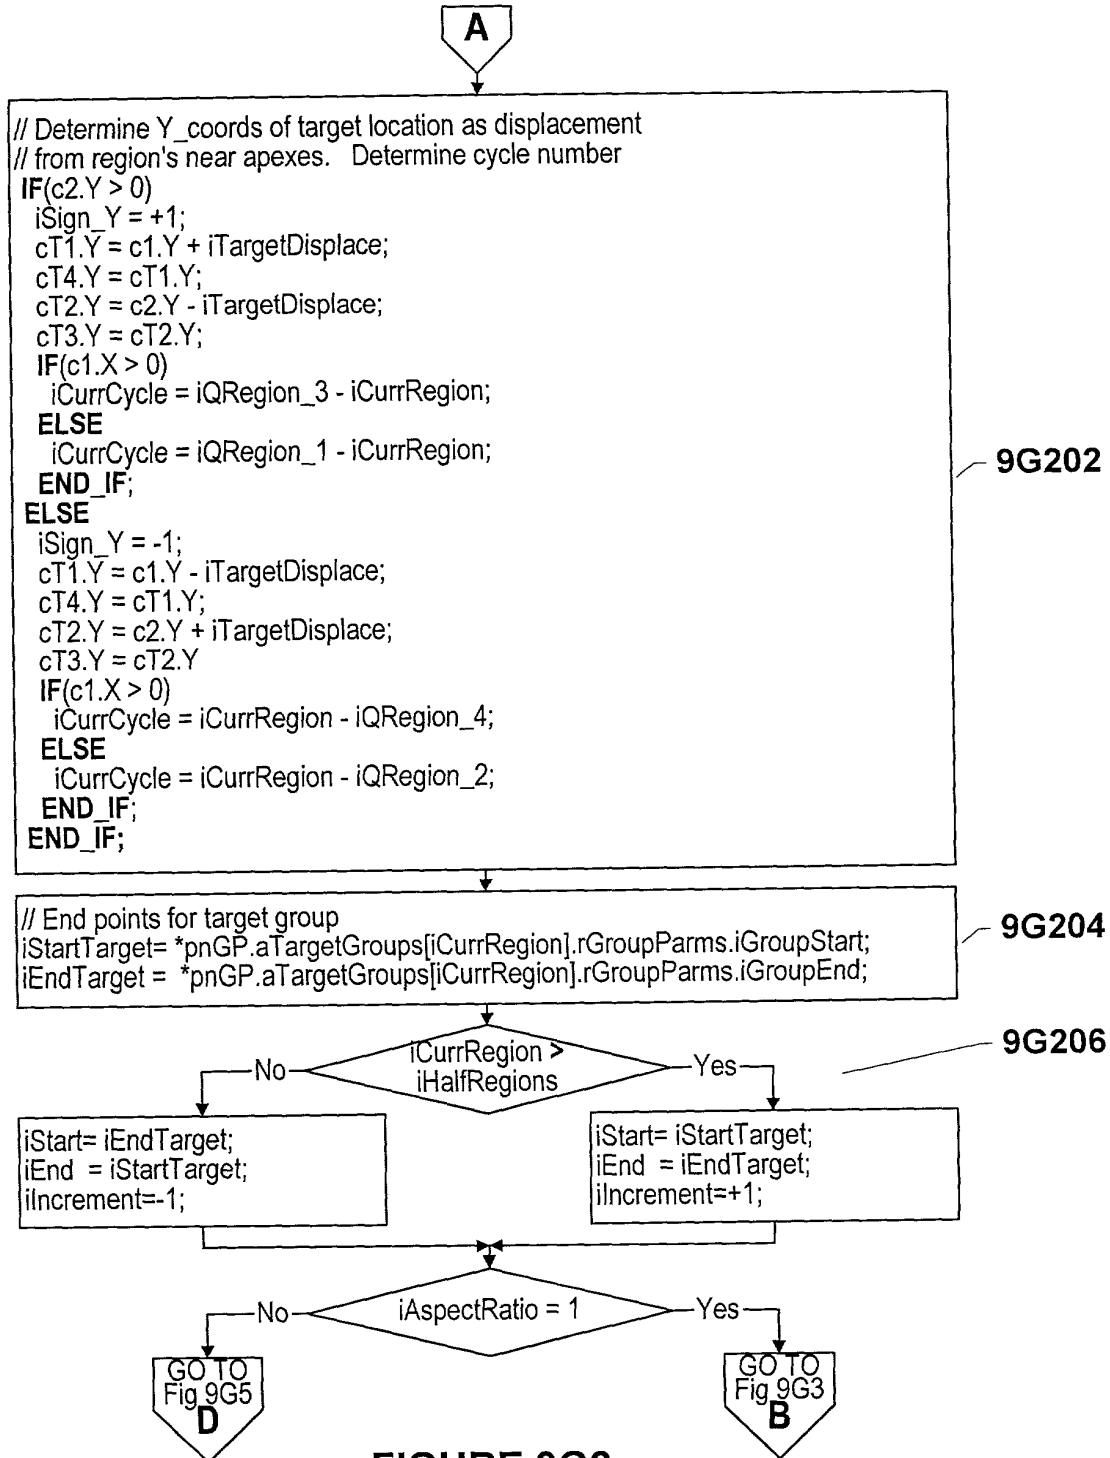 A
// Determine Y_coords of target location as displacement
// from region's near apexes. Determine cycle number
IF(c2.Y > 0)
iSign_Y = +1;
cT1.Y = c1.Y + iTargetDisplace;
cT4.Y = cT1.Y;
cT2.Y = c2.Y - iTargetDisplace;
cT3.Y = cT2.Y;
IF(c1.X > 0)
iCurrCycle = iQRegion_3 - iCurrRegion;
ELSE
iCurrCycle = iQRegion_1 - iCurrRegion;
END_IF;
ELSE
iSign_Y = -1;
cT1.Y = c1.Y - iTargetDisplace;
cT4.Y = cT1.Y;
cT2.Y = c2.Y + iTargetDisplace;
cT3.Y = cT2.Y
IF(c1.X > 0)
iCurrCycle = iCurrRegion - iQRegion_4;
ELSE
iCurrCycle = iCurrRegion - iQRegion_2;
END_IF;
END_IF;
9G202
// End points for target group
iStartTarget= *pnGP.aTargetGroups[iCurrRegion].rGroupParms.iGroupStart;
iEndTarget = *pnGP.aTargetGroups[iCurrRegion].rGroupParms.iGroupEnd;
9G204
iCurrRegion >
iHalfRegions
No
Yes
9G206
iStart= iEndTarget;
iEnd = iStartTarget;
iIncrement=-1;
iStart= iStartTarget;
iEnd = iEndTarget;
iIncrement=+1;
iAspectRatio = 1
No
Yes
GO TO
Fig 9G5
D
GO TO
Fig 9G3
B